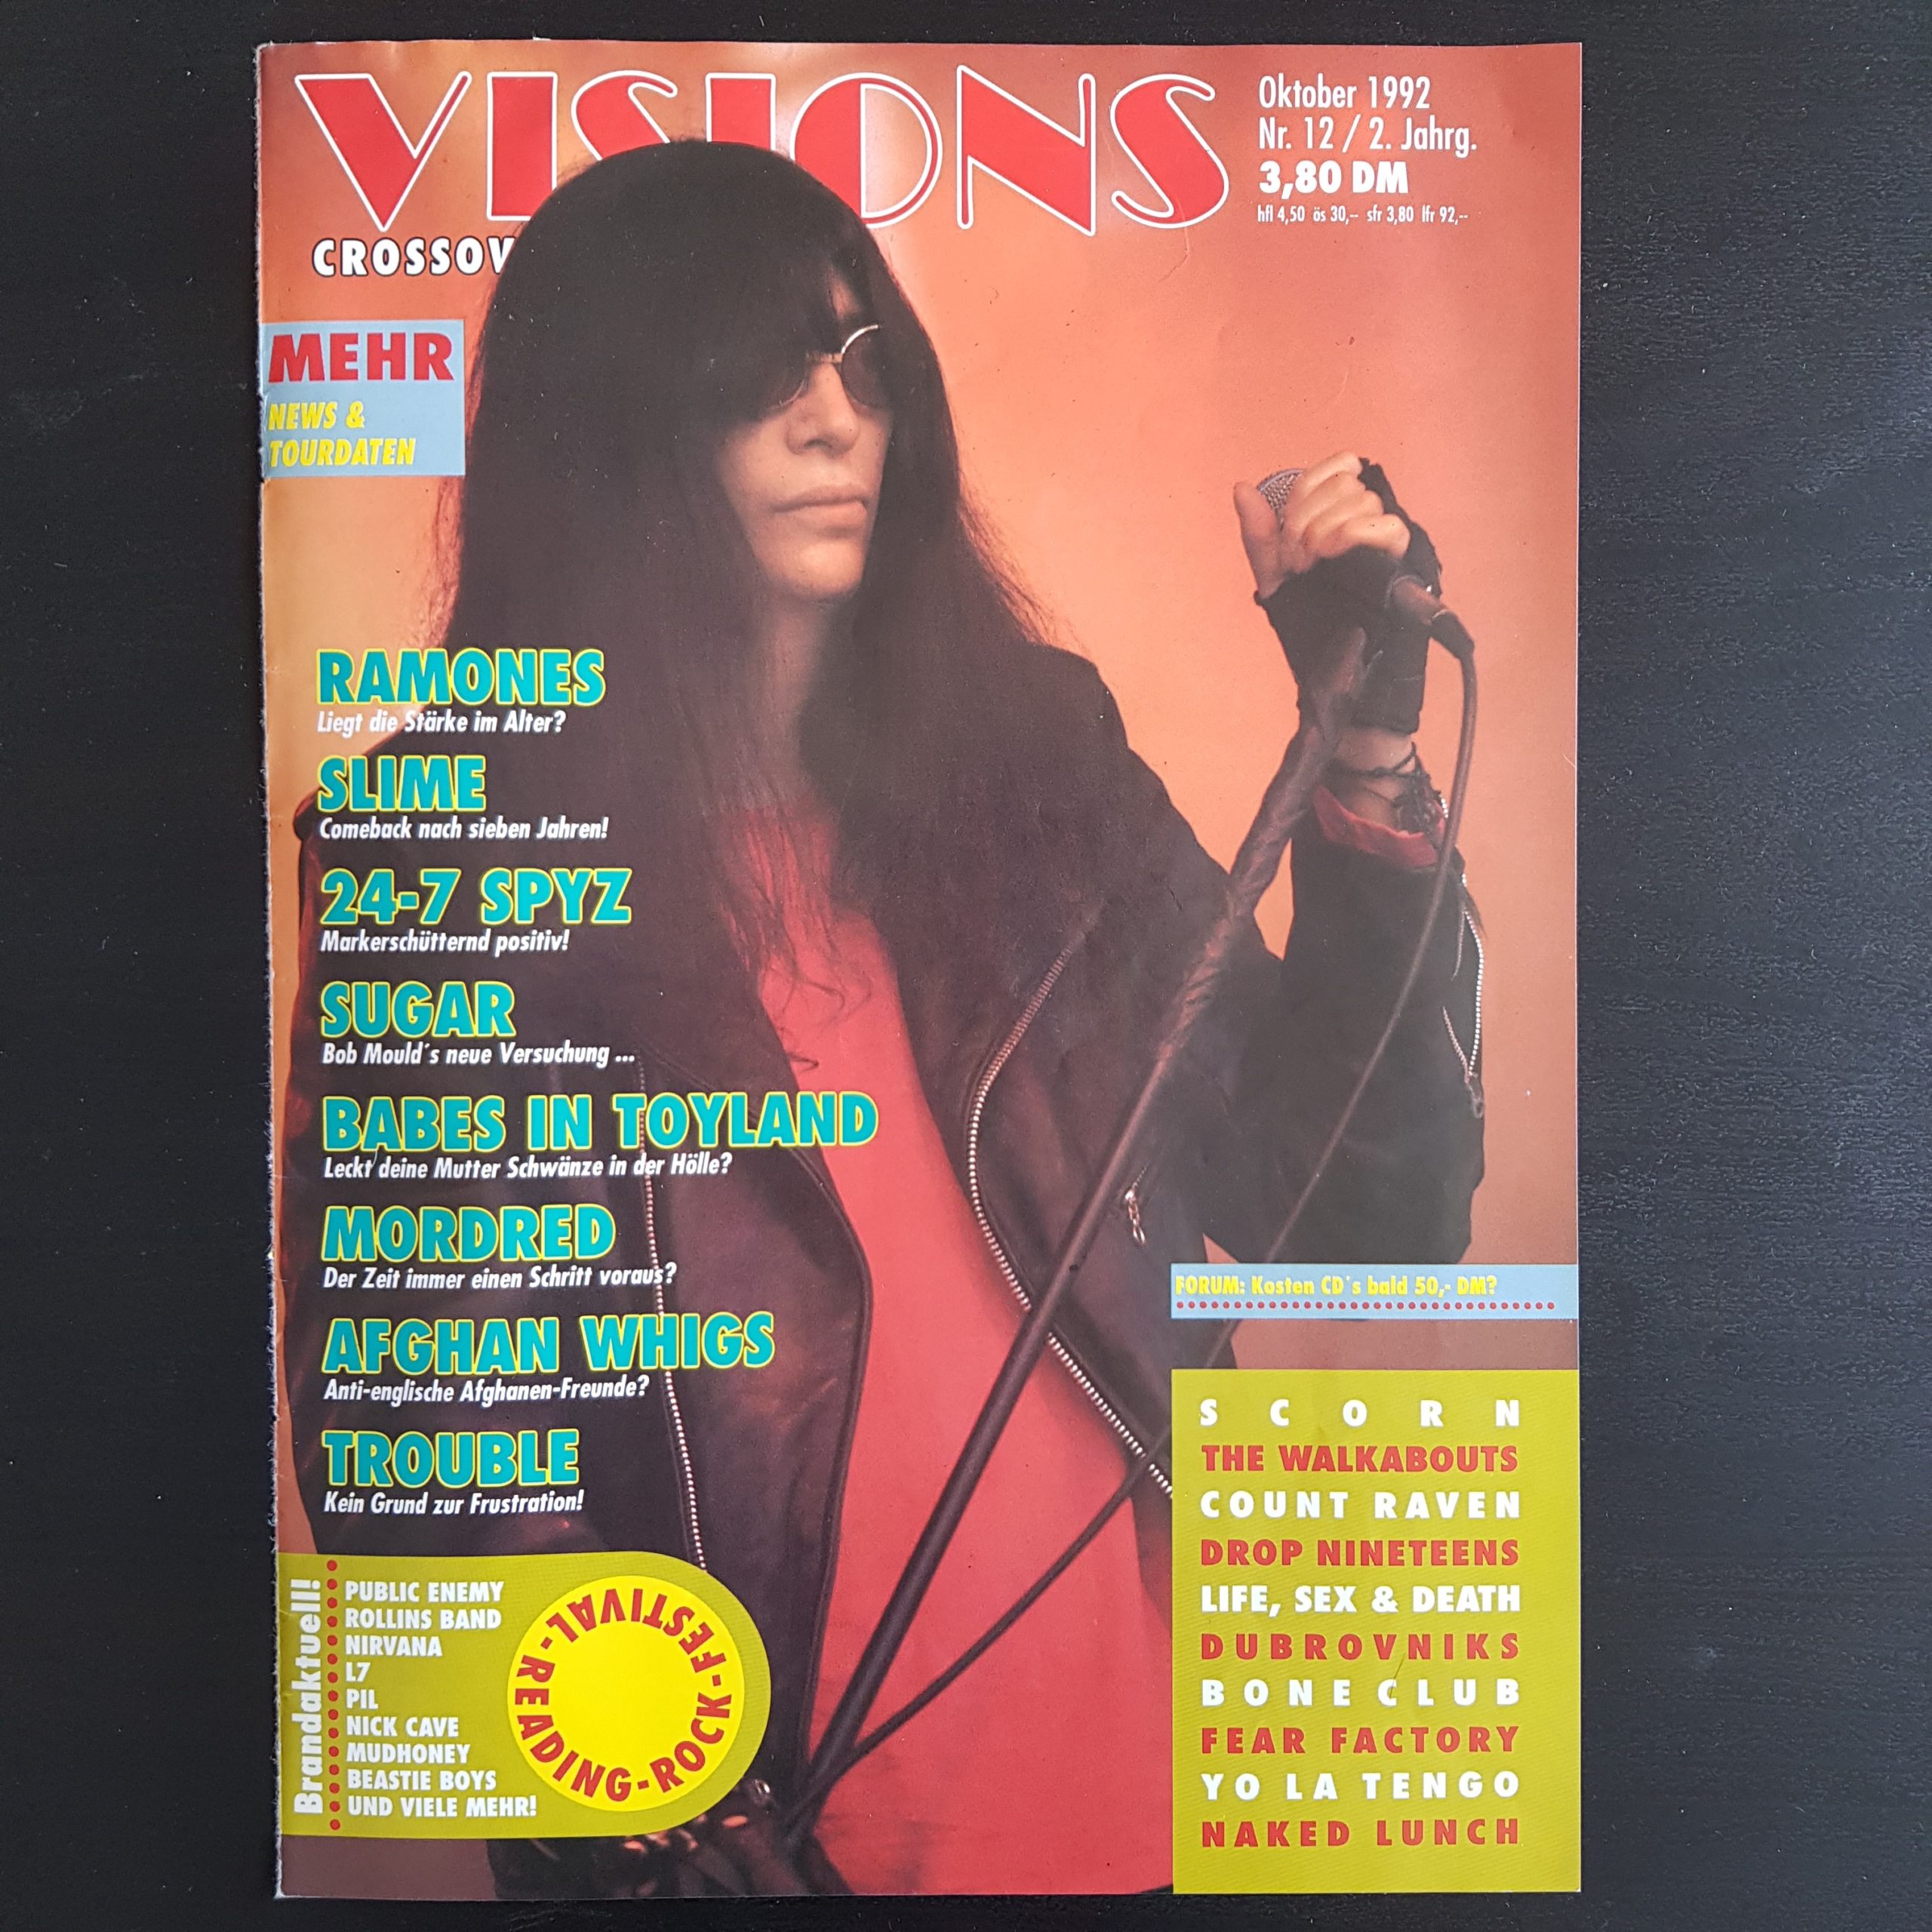 VISIONS
Oktober 1992
Nr. 12 / 2. Jahrg.
3,80 DM
hfl 4,50 ös 30,-- sfr 3,80 lfr 92,--
CROSSOV
MEHR
NEWS &
TOURDATEN
RAMONES
Liegt die Stärke im Alter?
SLIME
Comeback nach sieben Jahren!
24-7 SPYZ
Markerschütternd positiv!
SUGAR
Bob Mould´s neue Versuchung ...
BABES IN TOYLAND
Leckt deine Mutter Schwänze in der Hölle?
MORDRED
Der Zeit immer einen Schritt voraus?
AFGHAN WHIGS
Anti-englische Afghanen-Freunde?
TROUBLE
Kein Grund zur Frustration!
Brandaktuell!
PUBLIC ENEMY
ROLLINS BAND
NIRVANA
L7
PIL
NICK CAVE
MUDHONEY
BEASTIE BOYS
UND VIELE MEHR!
READING-ROCK-FESTIVAL-
FORUM: Kosten CD´s bald 50,- DM?
SCORN
THE WALKABOUTS
COUNT RAVEN
DROP NINETEENS
LIFE, SEX & DEATH
DUBROVNIKS
BONE CLUB
FEAR FACTORY
YO LA TENGO
NAKED LUNCH